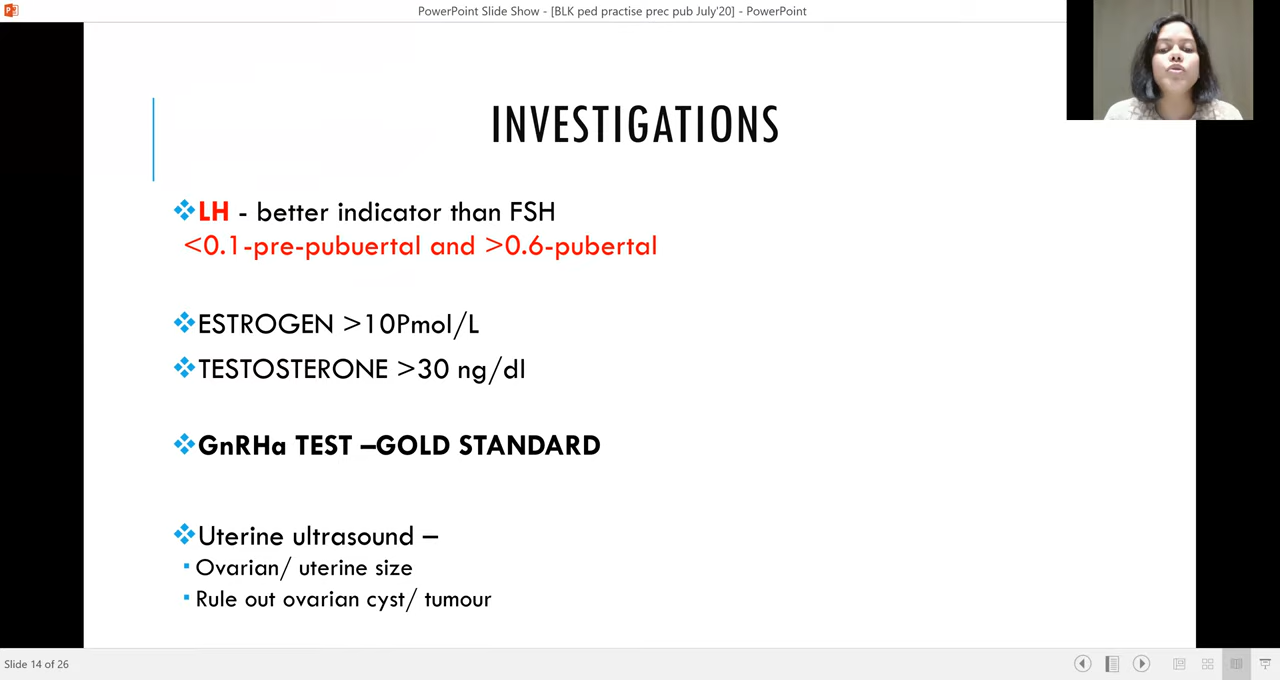 PowerPoint Slide Show - [BLK ped practise prec pub July'20] - PowerPoint
INVESTIGATIONS
LH - better indicator than FSH
<0.1-pre-pubuertal and >0.6-pubertal
ESTROGEN >10Pmol/L
TESTOSTERONE >30 ng/dl
GnRHa TEST –GOLD STANDARD
Uterine ultrasound –
Ovarian/ uterine size
Rule out ovarian cyst/ tumour
Slide 14 of 26